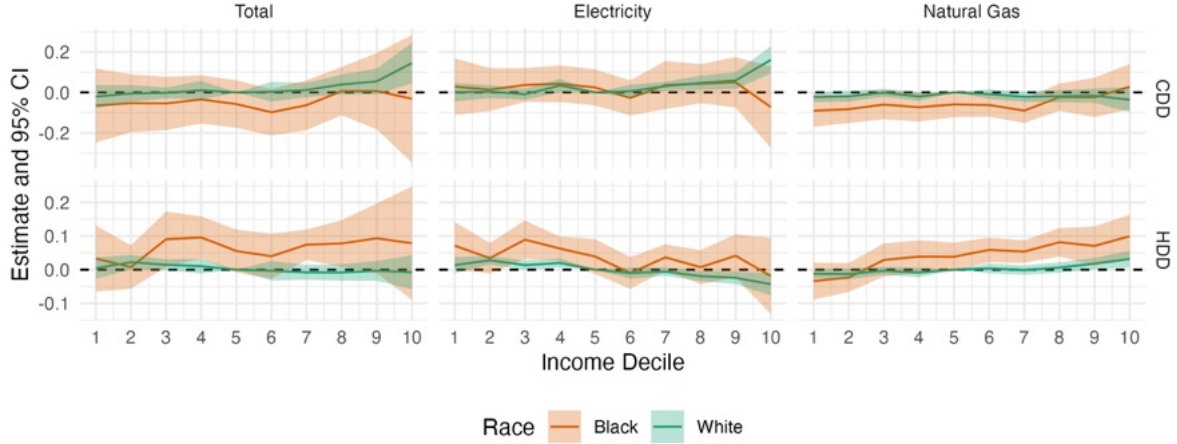 Total Electricity Natural Gas
Estimate and 95% CI
0.2
0.0
-0.2
CDD
0.2
0.1
0.0
-0.1
HDD
1 2 3 4 5 6 7 8 9 10 1 2 3 4 5 6 7 8 9 10 1 2 3 4 5 6 7 8 9 10
Income Decile
Race Black White